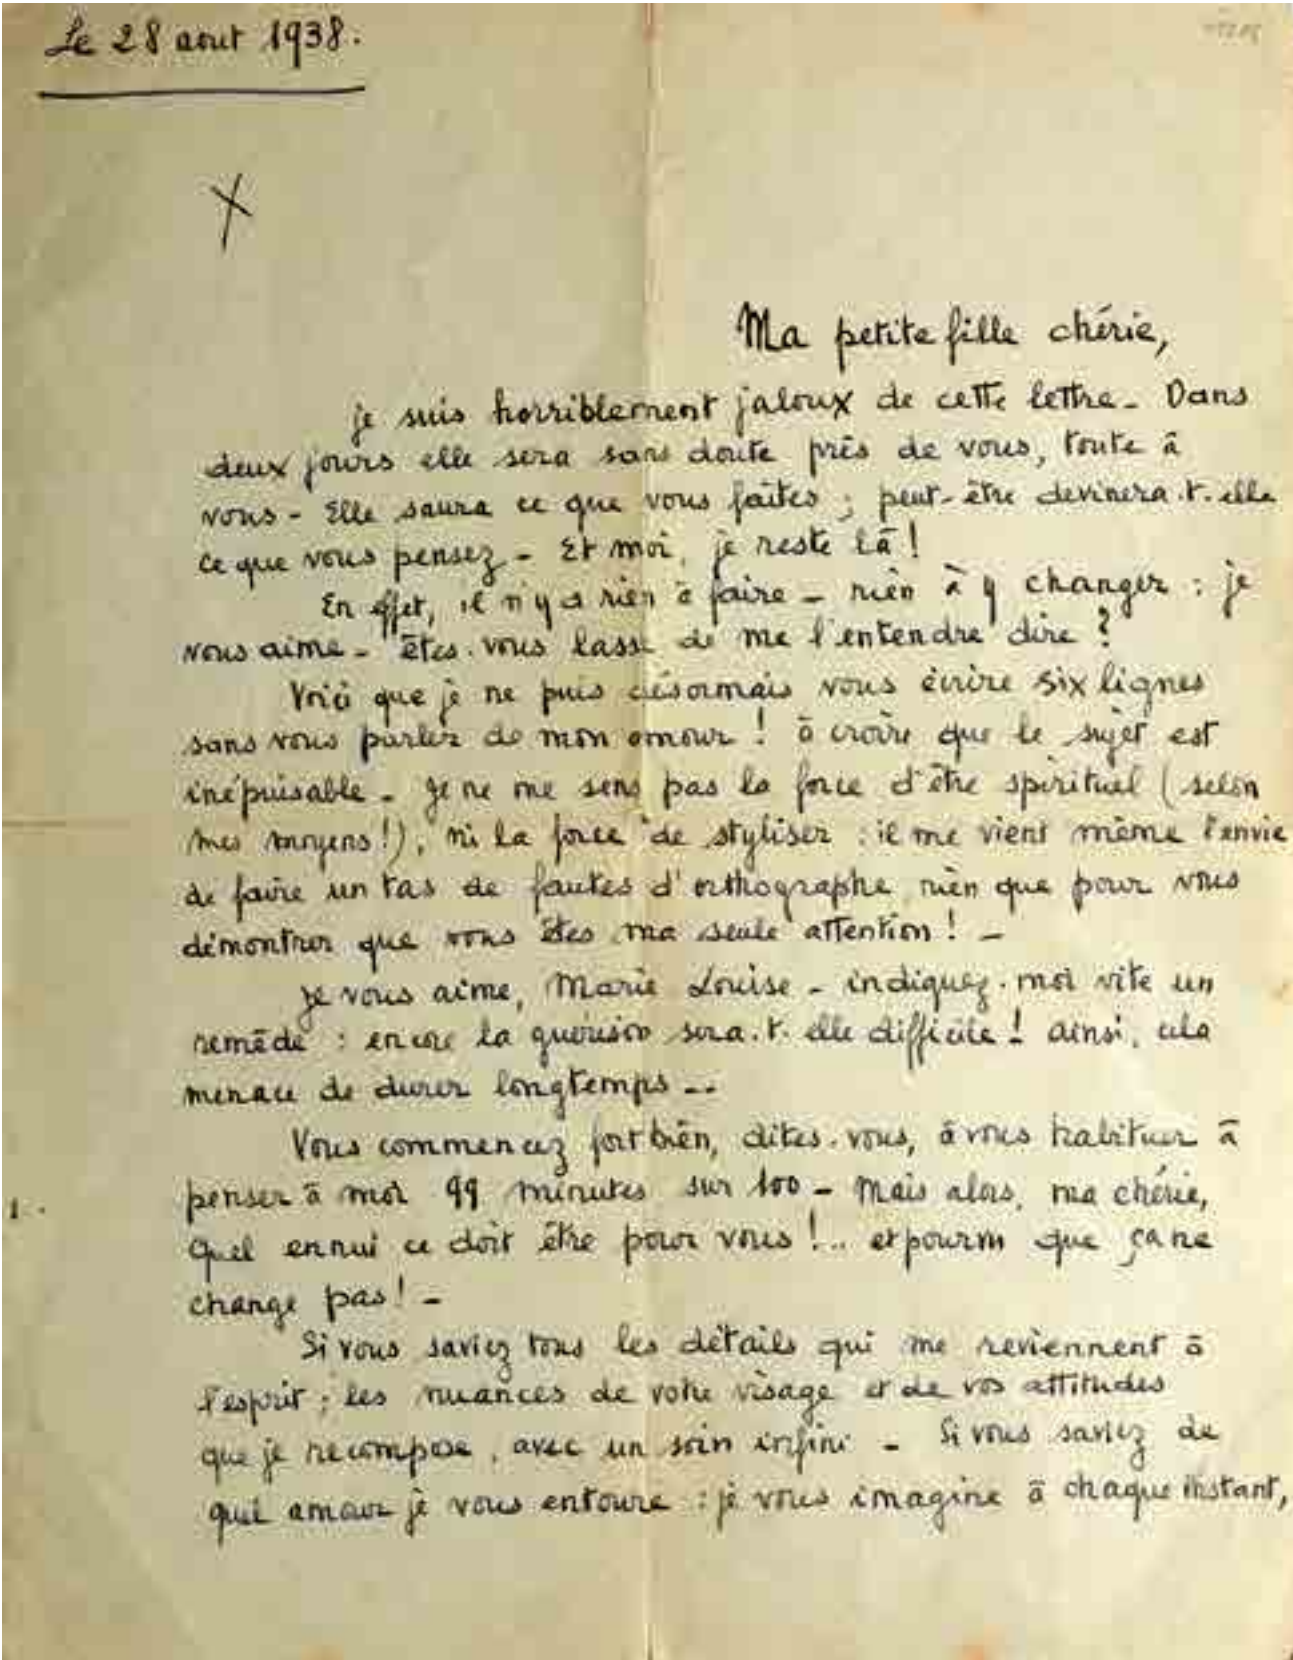 Le 28 aout 1938.
X
Ma petite fille chérie,
je suis horriblement jaloux de cette lettre - Dans
deux jours elle sera sans doute près de vous, toute à
vous - Elle saura ce que vous faites ; peut-être devinera.t.elle
ce que vous pensez - Et moi, je reste là !
En effet, il n'y a rien à faire - rien à y changer : je
vous aime - êtes.vous lasse de me l'entendre dire ?
Voici que je ne puis désormais vous écrire six lignes
sans vous parler de mon amour ! à croire que le sujet est
inépuisable - Je ne me sens pas la force d'être spirituel (selon
mes moyens !), ni la force de styliser : il me vient même l'envie
de faire un tas de fautes d'orthographe, rien que pour vous
démontrer que vous êtes ma seule attention ! -
Je vous aime, Marie Louise - indiquez.moi vite un
remède : encore la guérison sera.t.elle difficile ! ainsi, cela
menace de durer longtemps --
Vous commencez fort bien, dites.vous, à vous habituer à
penser à moi 99 minutes sur 100 - Mais alors, ma chérie,
1.
Quel ennui ce doit être pour vous !.. et pourvu que ça ne
change pas ! -
Si vous saviez tous les détails qui me reviennent à
l'esprit ; les nuances de votre visage et de vos attitudes
que je recompose, avec un soin infini - Si vous saviez de
quel amour je vous entoure : je vous imagine à chaque instant,